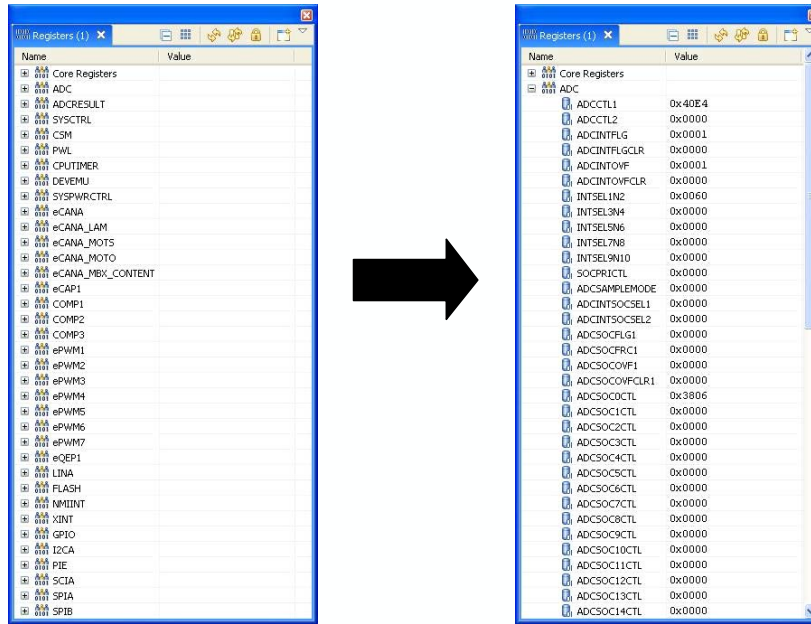 Registers (1)
Name Value
Core Registers
ADC
ADCRESULT
SYSCTRL
CSM
PWL
CPUTIMER
DEVEMU
SYSPWRCTRL
eCANA
eCANA_LAM
eCANA_MOTS
eCANA_MOTO
eCANA_MBX_CONTENT
eCAP1
COMP1
COMP2
COMP3
ePWM1
ePWM2
ePWM3
ePWM4
ePWM5
ePWM6
ePWM7
eQEP1
LINA
FLASH
NMIINT
XINT
GPIO
I2CA
PIE
SCIA
SPIA
SPIB
Registers (1)
Name Value
Core Registers
ADC
ADCCTL1 0x40E4
ADCCTL2 0x0000
ADCINTFLG 0x0001
ADCINTFLGCLR 0x0000
ADCINTOVF 0x0001
ADCINTOVFCLR 0x0000
INTSEL1N2 0x0060
INTSEL3N4 0x0000
INTSEL5N6 0x0000
INTSEL7N8 0x0000
INTSEL9N10 0x0000
SOCPRICTL 0x0000
ADCSAMPLEMODE 0x0000
ADCINTSOCSEL1 0x0000
ADCINTSOCSEL2 0x0000
ADCSOCFLG1 0x0000
ADCSOCFRC1 0x0000
ADCSOCOVF1 0x0000
ADCSOCOVFCLR1 0x0000
ADCSOC0CTL 0x3806
ADCSOC1CTL 0x0000
ADCSOC2CTL 0x0000
ADCSOC3CTL 0x0000
ADCSOC4CTL 0x0000
ADCSOC5CTL 0x0000
ADCSOC6CTL 0x0000
ADCSOC7CTL 0x0000
ADCSOC8CTL 0x0000
ADCSOC9CTL 0x0000
ADCSOC10CTL 0x0000
ADCSOC11CTL 0x0000
ADCSOC12CTL 0x0000
ADCSOC13CTL 0x0000
ADCSOC14CTL 0x0000